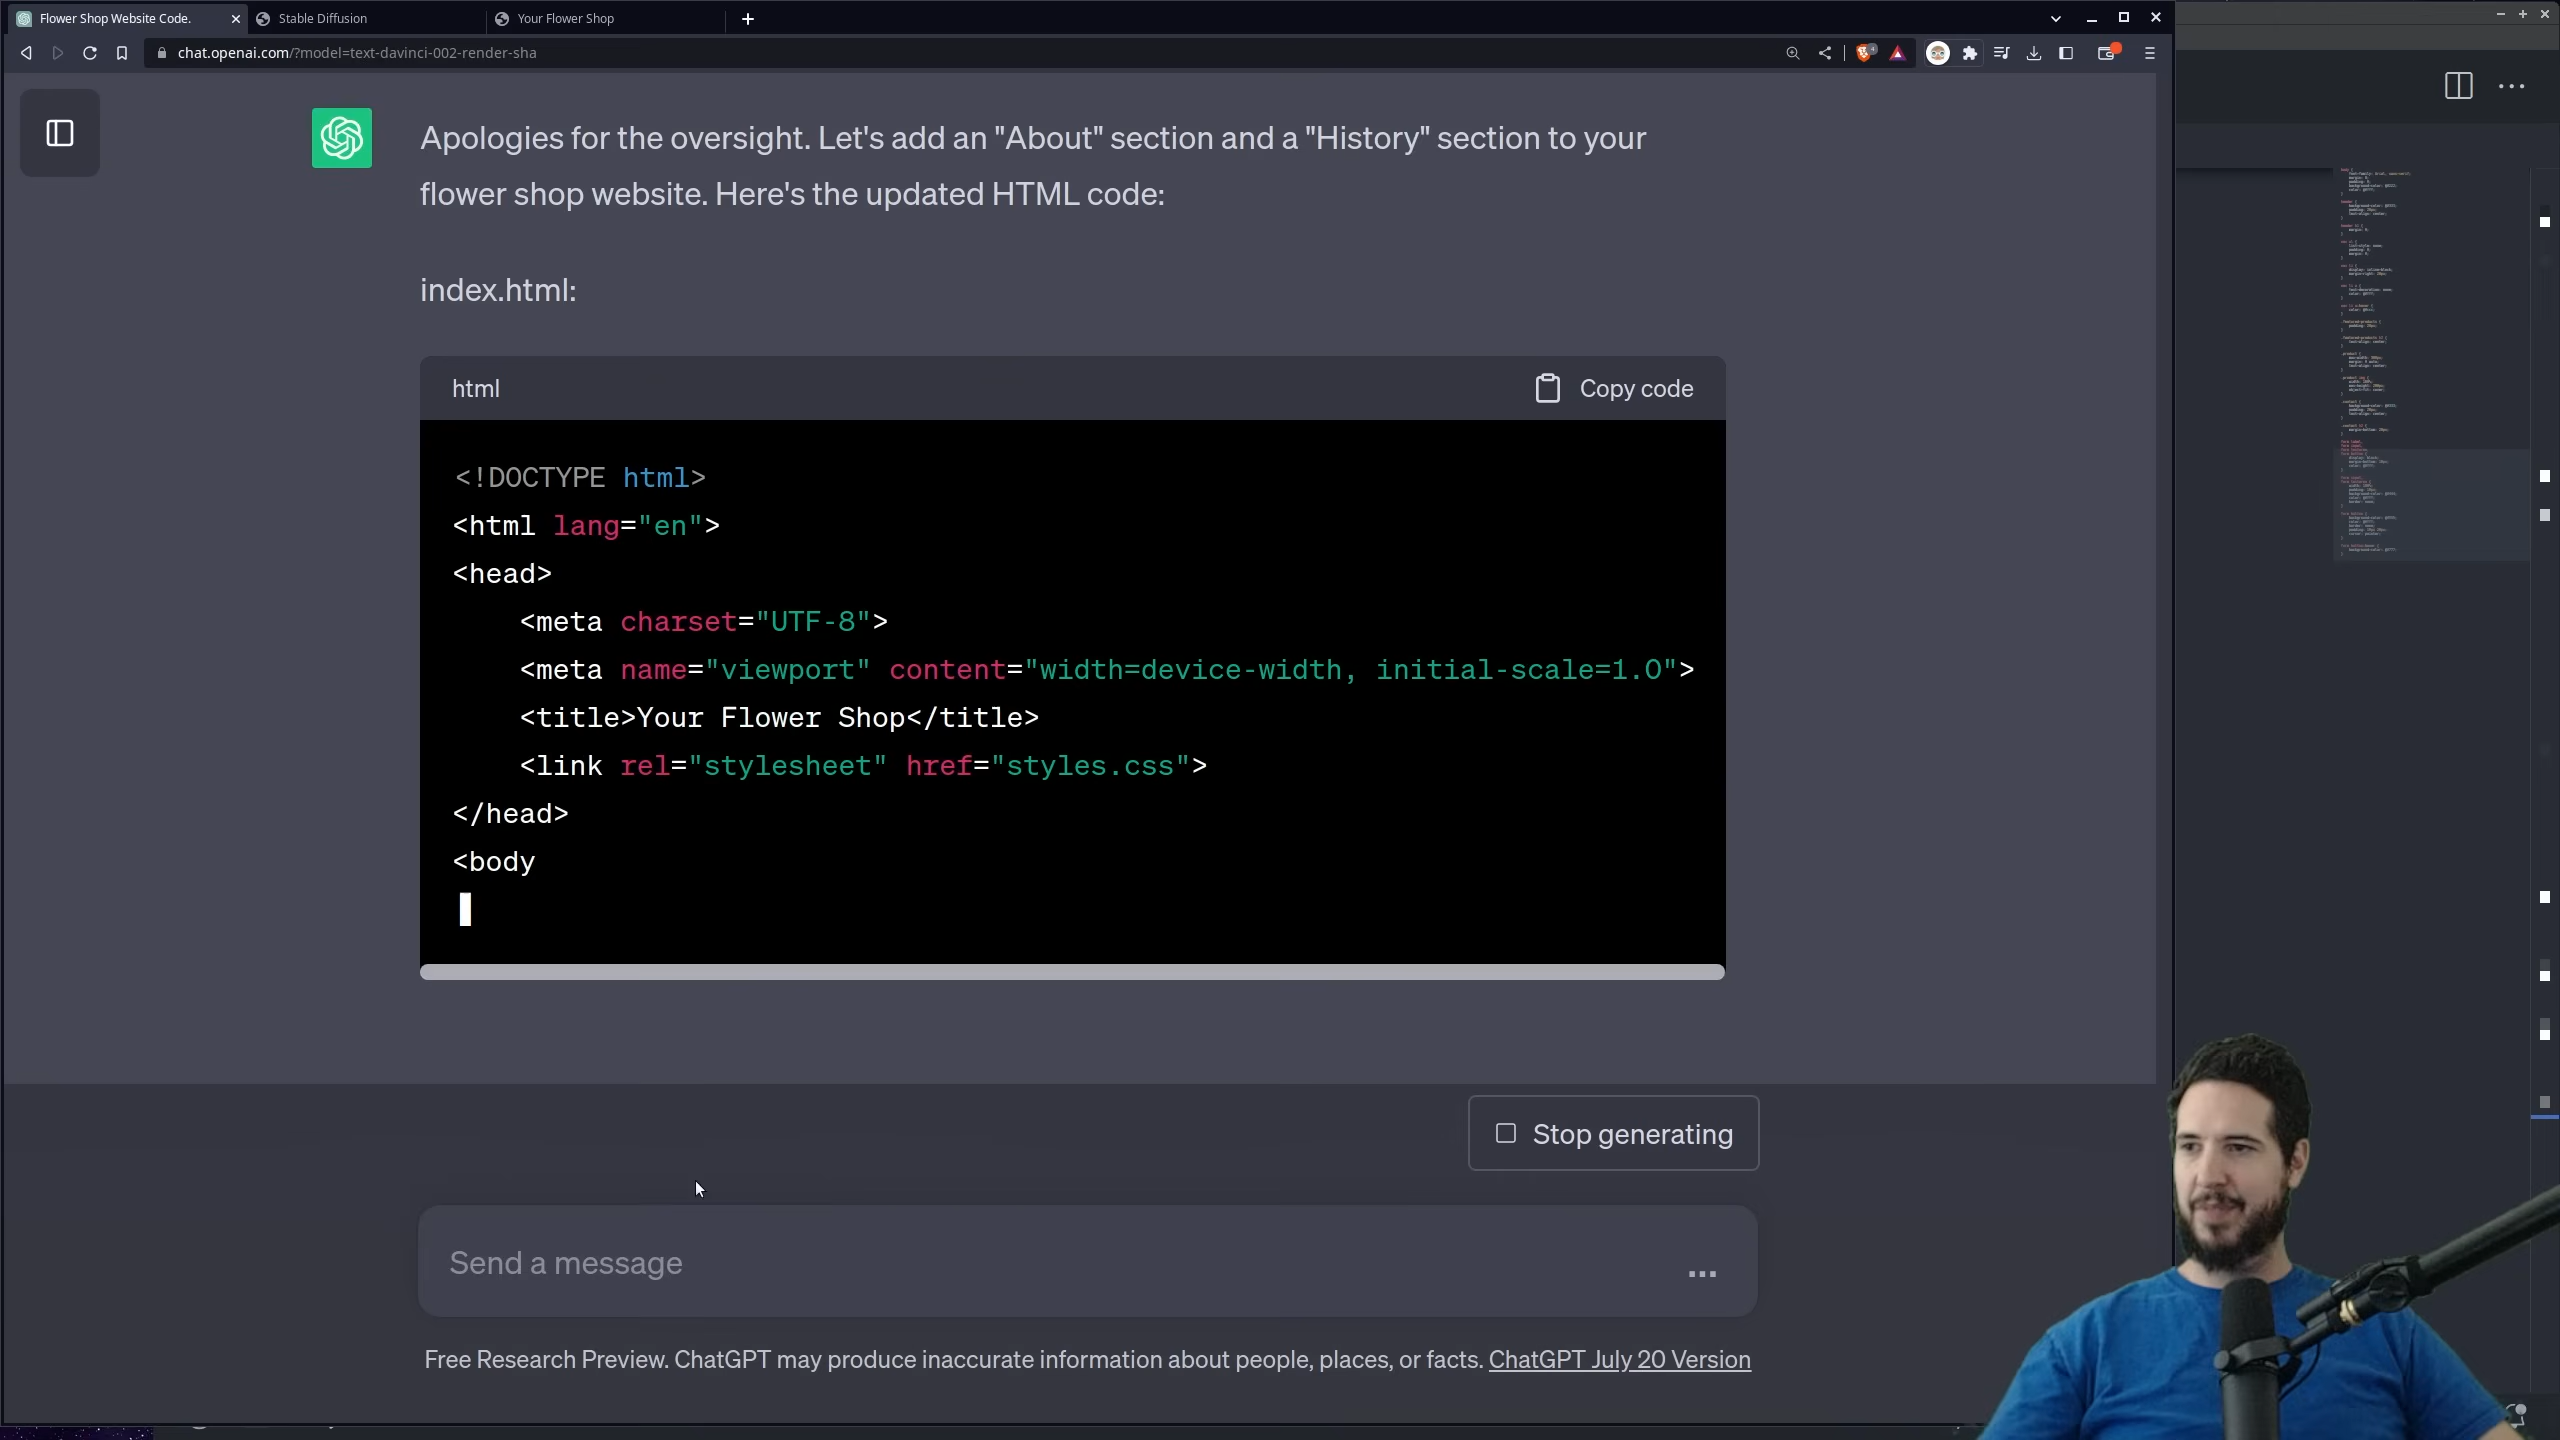 Flower Shop Website Code.
Stable Diffusion
Your Flower Shop
chat.openai.com/?model=text-davinci-002-render-sha
4
Apologies for the oversight. Let's add an "About" section and a "History" section to your
flower shop website. Here's the updated HTML code:
index.html:
html
Copy code
<!DOCTYPE html>
<html lang="en">
<head>
<meta charset="UTF-8">
<meta name="viewport" content="width=device-width, initial-scale=1.0">
<title>Your Flower Shop</title>
<link rel="stylesheet" href="styles.css">
</head>
<body
Stop generating
Send a message
Free Research Preview. ChatGPT may produce inaccurate information about people, places, or facts. ChatGPT July 20 Version